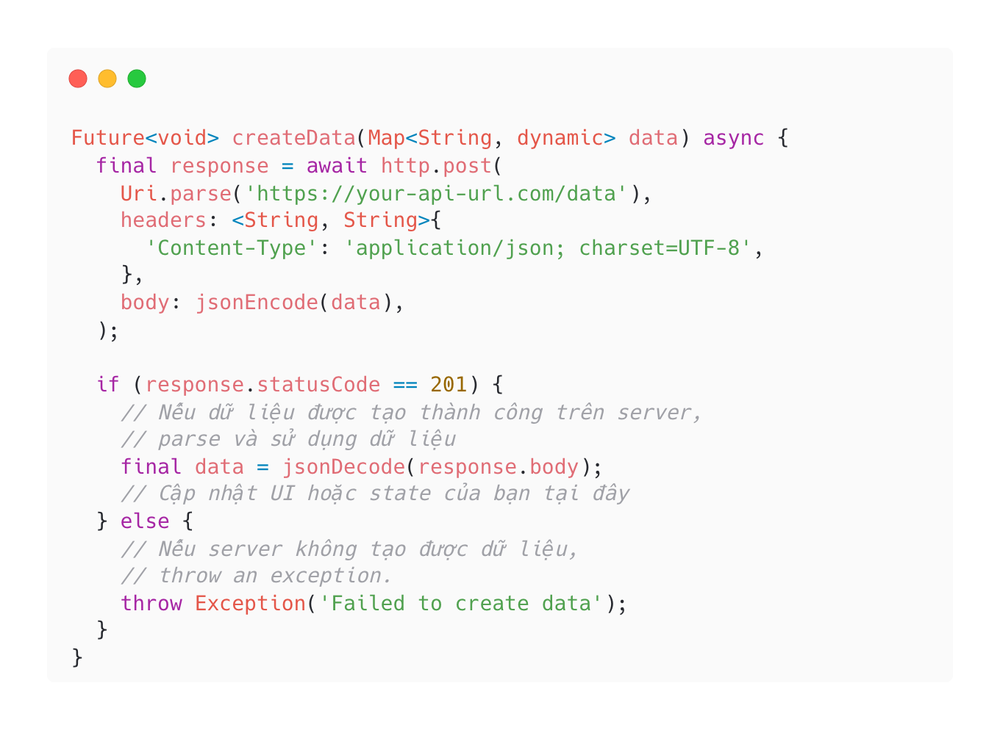 Future<void> createData(Map<String, dynamic> data) async {
  final response = await http.post(
    Uri.parse('https://your-api-url.com/data'),
    headers: <String, String>{
      'Content-Type': 'application/json; charset=UTF-8',
    },
    body: jsonEncode(data),
  );

  if (response.statusCode == 201) {
    // Nếu dữ liệu được tạo thành công trên server,
    // parse và sử dụng dữ liệu
    final data = jsonDecode(response.body);
    // Cập nhật UI hoặc state của bạn tại đây
  } else {
    // Nếu server không tạo được dữ liệu,
    // throw an exception.
    throw Exception('Failed to create data');
  }
}